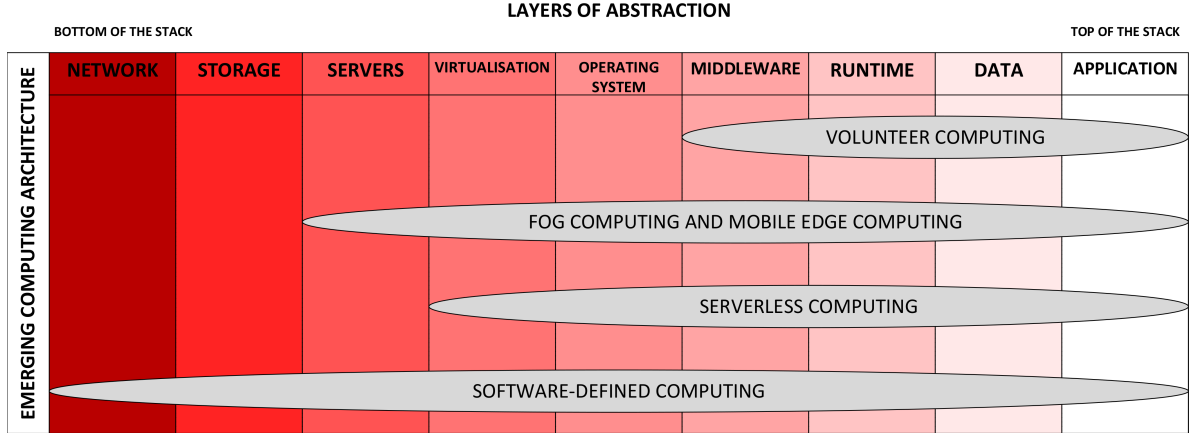 LAYERS OF ABSTRACTION
BOTTOM OF THE STACK
TOP OF THE STACK
EMERGING COMPUTING ARCHITECTURE
NETWORK
STORAGE
SERVERS
VIRTUALISATION
OPERATING
SYSTEM
MIDDLEWARE
RUNTIME
DATA
APPLICATION
VOLUNTEER COMPUTING
FOG COMPUTING AND MOBILE EDGE COMPUTING
SERVERLESS COMPUTING
SOFTWARE-DEFINED COMPUTING